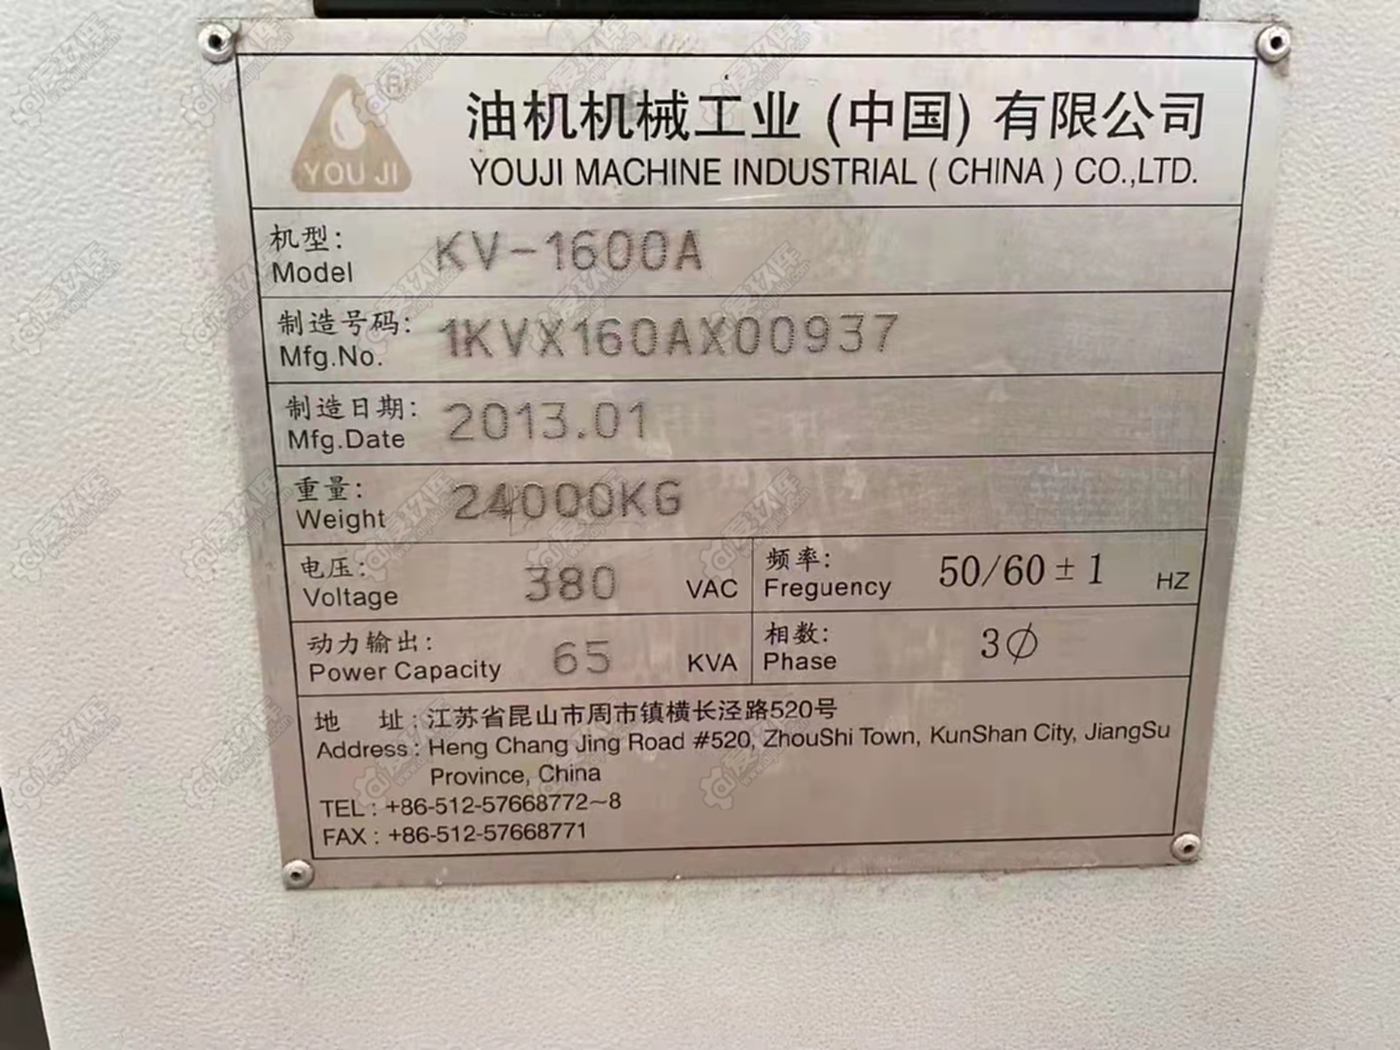 YOU JI ®
油机机械工业(中国)有限公司
YOUJI MACHINE INDUSTRIAL ( CHINA ) CO.,LTD.
机型: KV-1600A
Model
制造号码: 1KVX160AX00937
Mfg.No.
制造日期: 2013.01
Mfg.Date
重量: 24000KG
Weight
电压: 380 VAC 频率: 50/60±1 HZ
Voltage Freguency
动力输出: 65 KVA 相数: 3∅
Power Capacity Phase
地 址:江苏省昆山市周市镇横长泾路520号
Address : Heng Chang Jing Road #520, ZhouShi Town, KunShan City, JiangSu
Province, China
TEL : +86-512-57668772~8
FAX : +86-512-57668771